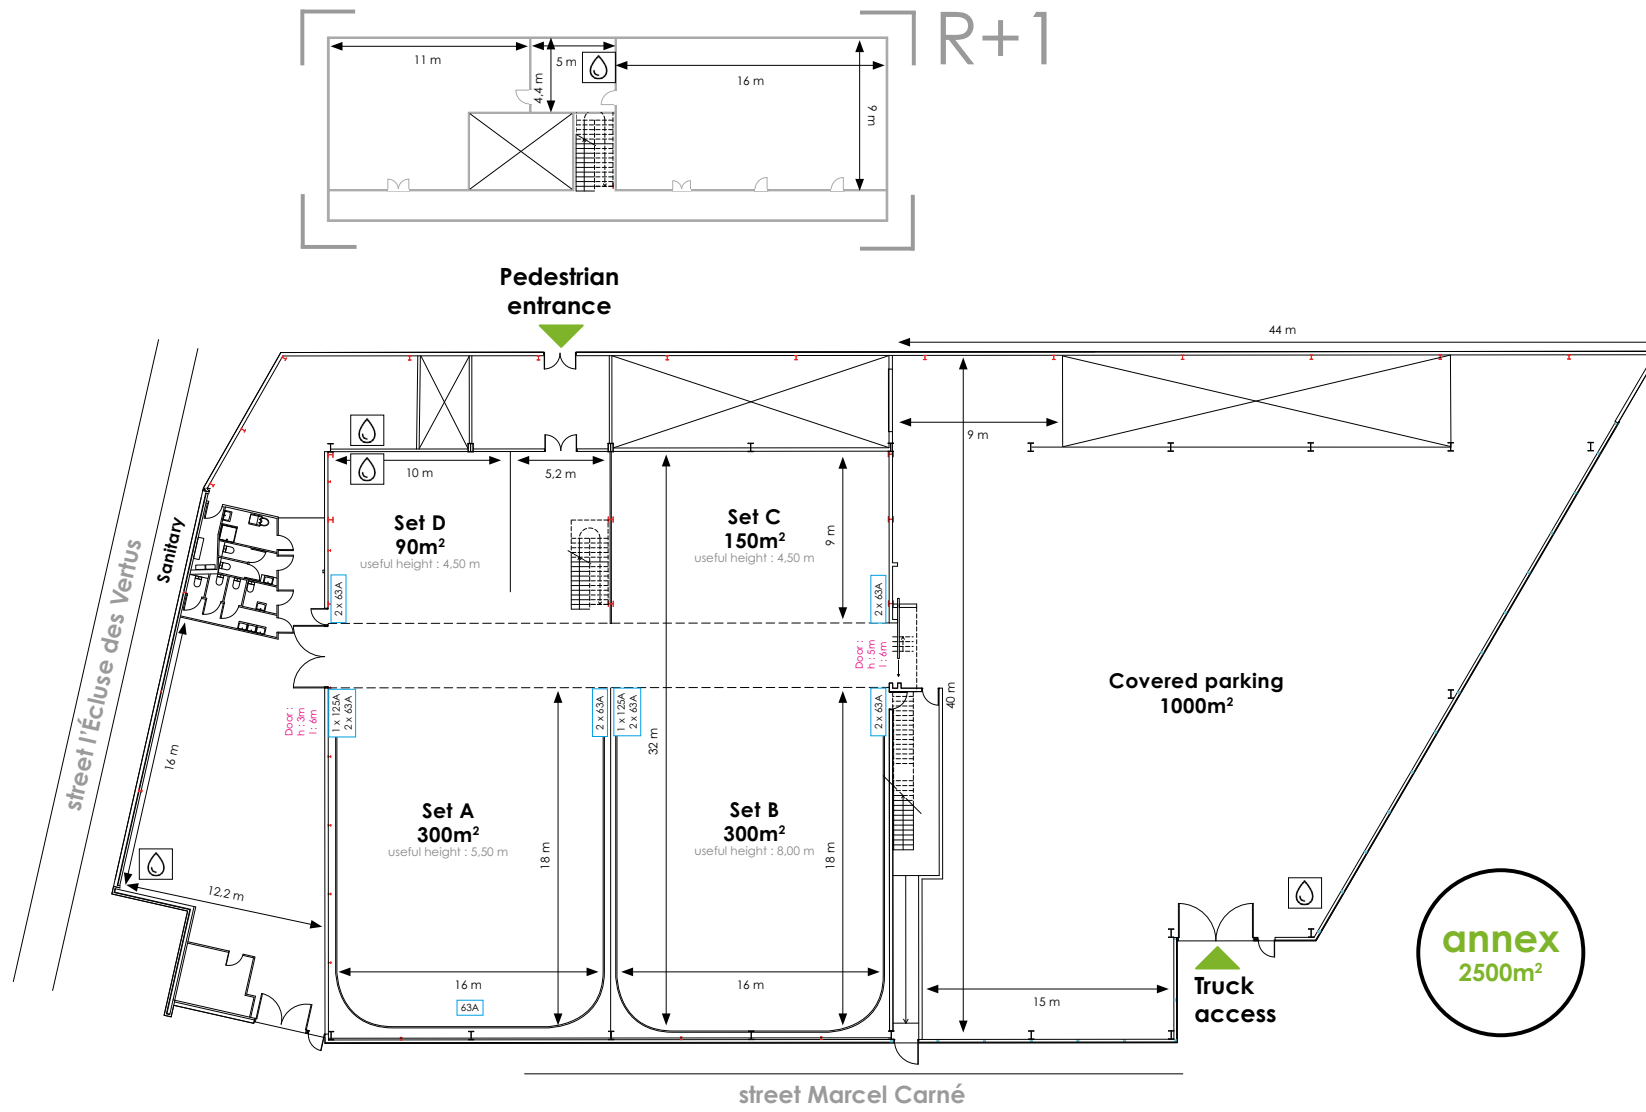 R+1
11 m
5 m
4,4 m
16 m
9 m
Pedestrian
entrance
44 m
9 m
10 m
5,2 m
Set D
90m²
useful height : 4,50 m
Set C
150m²
useful height : 4,50 m
9 m
Sanitary
street l'Écluse des Vertus
2 x 63A
2 x 63A
Door :
h : 5m
l : 6m
Door :
h : 3m
l : 6m
1 x 125A
2 x 63A
2 x 63A
1 x 125A
2 x 63A
2 x 63A
32 m
40 m
Covered parking
1000m²
16 m
Set A
300m²
useful height : 5,50 m
18 m
Set B
300m²
useful height : 8,00 m
18 m
12,2 m
16 m
63A
16 m
15 m
Truck
access
annex
2500m²
street Marcel Carné